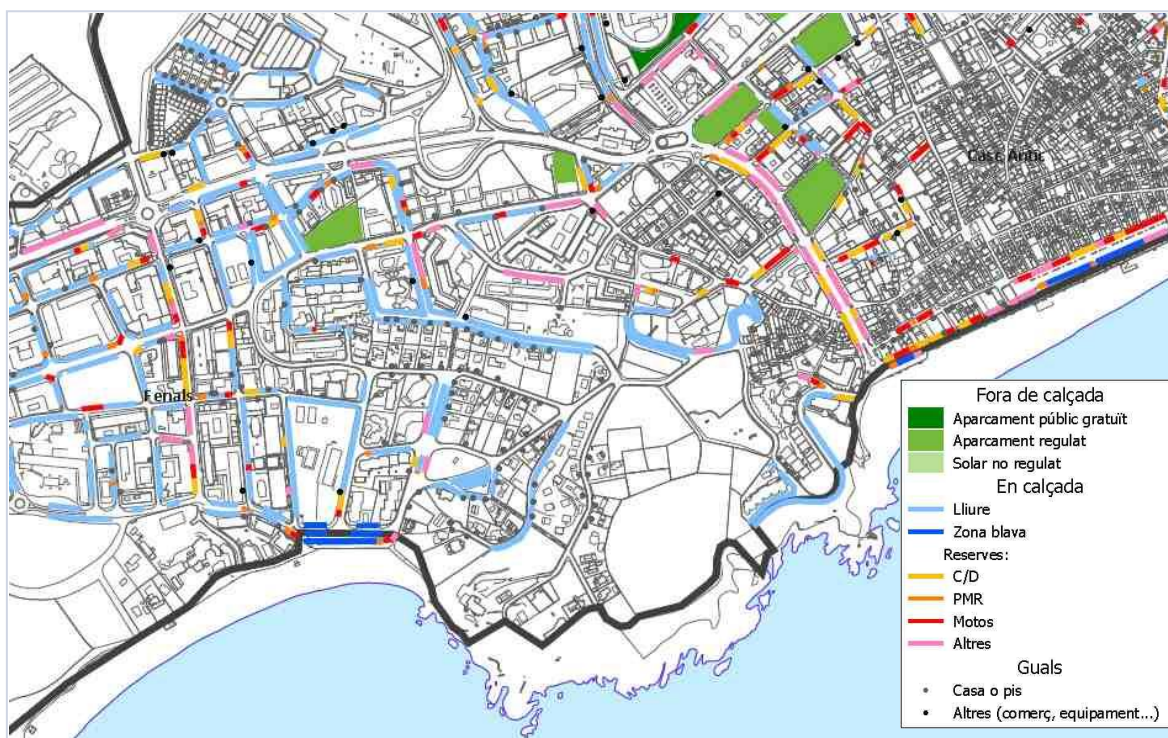 Casc Antic
Fenals
Fora de calçada
Aparcament públic gratuït
Aparcament regulat
Solar no regulat
En calçada
Lliure
Zona blava
Reserves:
C/D
PMR
Motos
Altres
Guals
Casa o pis
Altres (comerç, equipament...)